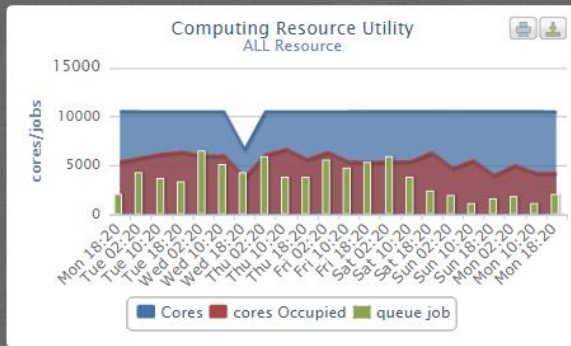 Computing Resource Utility
ALL Resource
15000
10000
5000
0
cores/jobs
Mon 18:20
Tue 02:20
Tue 10:20
Tue 18:20
Wed 02:20
Wed 10:20
Wed 18:20
Thu 02:20
Thu 10:20
Thu 18:20
Fri 02:20
Fri 10:20
Fri 18:20
Sat 02:20
Sat 10:20
Sat 18:20
Sun 02:20
Sun 10:20
Sun 18:20
Mon 02:20
Mon 10:20
Mon 18:20
Cores
cores Occupied
queue job